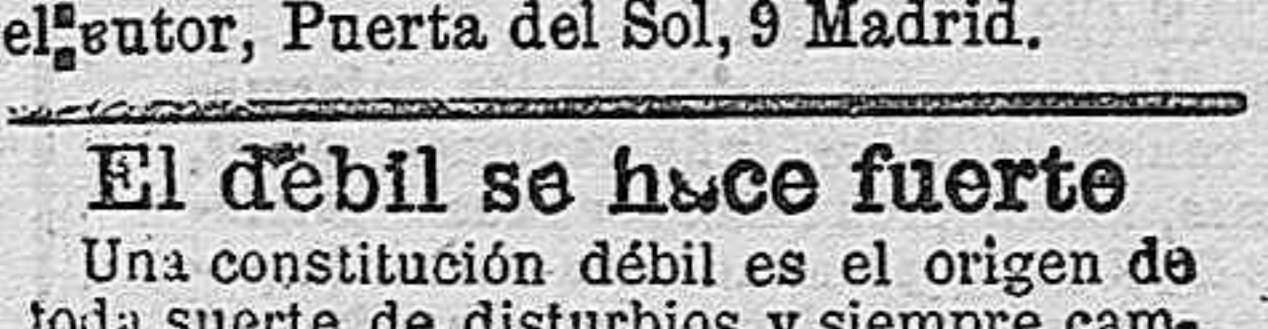 el autor, Puerta del Sol, 9 Madrid.
El débil se hace fuerte
Una constitución débil es el origen de
toda suerte de disturbios y siempre cam-